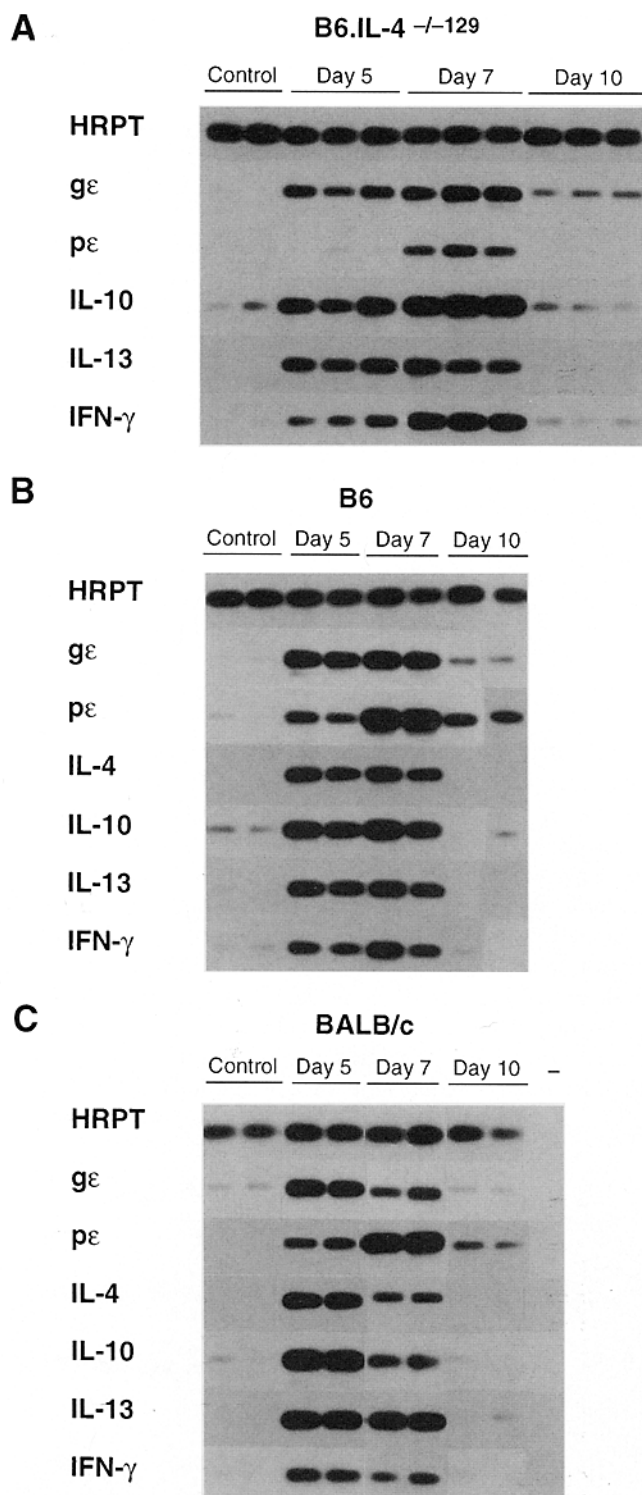 A
B6.IL-4 –/–129
Control Day 5 Day 7 Day 10
HRPT
gε
pε
IL-10
IL-13
IFN-γ
B
B6
Control Day 5 Day 7 Day 10
HRPT
gε
pε
IL-4
IL-10
IL-13
IFN-γ
C
BALB/c
Control Day 5 Day 7 Day 10 –
HRPT
gε
pε
IL-4
IL-10
IL-13
IFN-γ